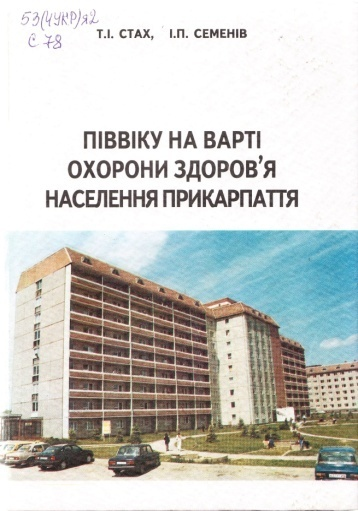 53(4УКР)я2
С 78
Т.І. СТАХ, І.П. СЕМЕНІВ
ПІВВІКУ НА ВАРТІ
ОХОРОНИ ЗДОРОВ'Я
НАСЕЛЕННЯ ПРИКАРПАТТЯ